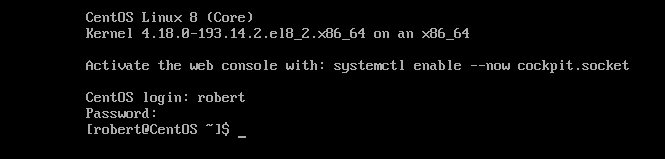 CentOS Linux 8 (Core)
Kernel 4.18.0-193.14.2.el8_2.x86_64 on an x86_64
Activate the web console with: systemctl enable --now cockpit.socket
CentOS login: robert
Password:
[robert@CentOS ~]$ _